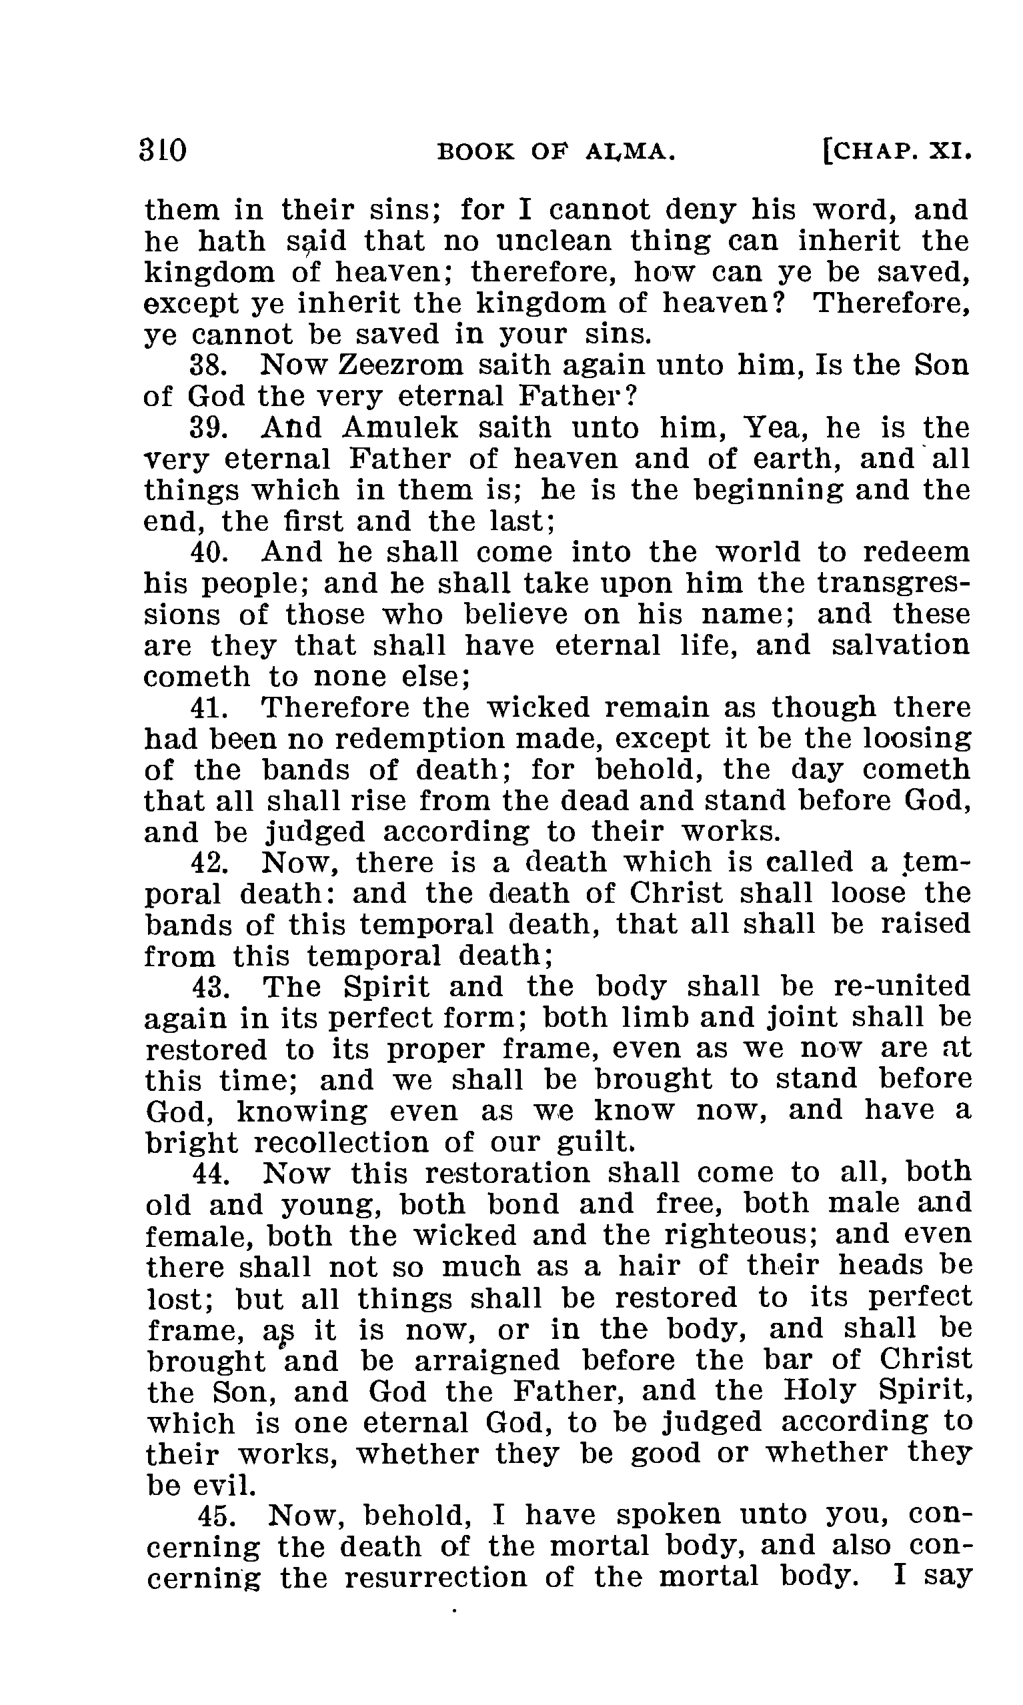 310 BOOK OF ALMA. [CHAP. XI.
them in their sins; for I cannot deny his word, and
he hath said that no unclean thing can inherit the
kingdom of heaven; therefore, how can ye be saved,
except ye inherit the kingdom of heaven? Therefore,
ye cannot be saved in your sins.
38. Now Zeezrom saith again unto him, Is the Son
of God the very eternal Father?
39. And Amulek saith unto him, Yea, he is the
very eternal Father of heaven and of earth, and all
things which in them is; he is the beginning and the
end, the first and the last;
40. And he shall come into the world to redeem
his people; and he shall take upon him the transgres-
sions of those who believe on his name; and these
are they that shall have eternal life, and salvation
cometh to none else;
41. Therefore the wicked remain as though there
had been no redemption made, except it be the loosing
of the bands of death; for behold, the day cometh
that all shall rise from the dead and stand before God,
and be judged according to their works.
42. Now, there is a death which is called a tem-
poral death: and the death of Christ shall loose the
bands of this temporal death, that all shall be raised
from this temporal death;
43. The Spirit and the body shall be re-united
again in its perfect form; both limb and joint shall be
restored to its proper frame, even as we now are at
this time; and we shall be brought to stand before
God, knowing even as we know now, and have a
bright recollection of our guilt.
44. Now this restoration shall come to all, both
old and young, both bond and free, both male and
female, both the wicked and the righteous; and even
there shall not so much as a hair of their heads be
lost; but all things shall be restored to its perfect
frame, as it is now, or in the body, and shall be
brought and be arraigned before the bar of Christ
the Son, and God the Father, and the Holy Spirit,
which is one eternal God, to be judged according to
their works, whether they be good or whether they
be evil.
45. Now, behold, I have spoken unto you, con-
cerning the death of the mortal body, and also con-
cerning the resurrection of the mortal body. I say